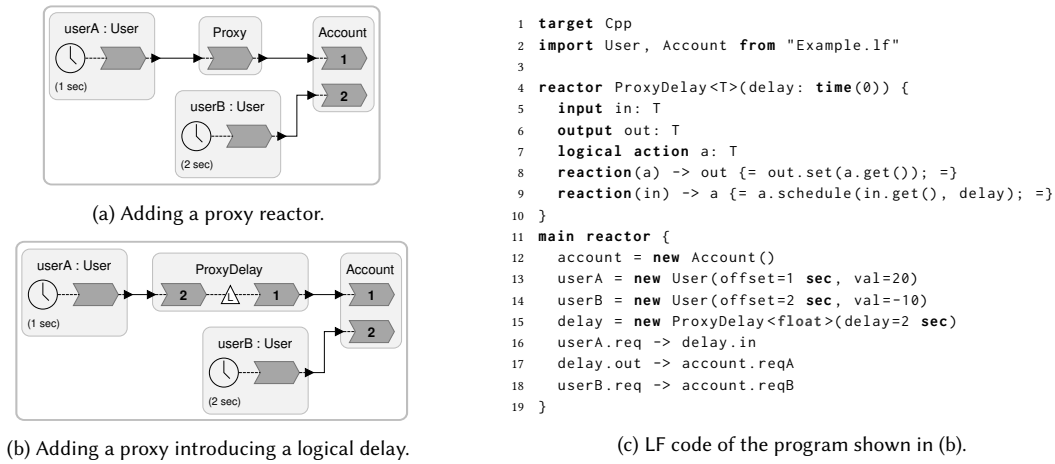 userA : User
Proxy
Account
1
(1 sec)
2
userB : User
(2 sec)
(a) Adding a proxy reactor.
userA : User
ProxyDelay
Account
2
L
1
1
(1 sec)
2
userB : User
(2 sec)
(b) Adding a proxy introducing a logical delay.
1 target Cpp
2 import User, Account from "Example.lf"
3
4 reactor ProxyDelay<T>(delay: time(0)) {
5   input in: T
6   output out: T
7   logical action a: T
8   reaction(a) -> out {= out.set(a.get()); =}
9   reaction(in) -> a {= a.schedule(in.get(), delay); =}
10 }
11 main reactor {
12   account = new Account()
13   userA = new User(offset=1 sec, val=20)
14   userB = new User(offset=2 sec, val=-10)
15   delay = new ProxyDelay<float>(delay=2 sec)
16   userA.req -> delay.in
17   delay.out -> account.reqA
18   userB.req -> account.reqB
19 }
(c) LF code of the program shown in (b).